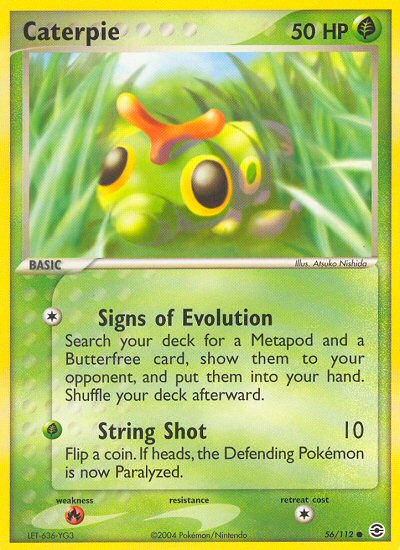 Caterpie 50 HP
Illus. Atsuko Nishida
BASIC
Signs of Evolution
Search your deck for a Metapod and a
Butterfree card, show them to your
opponent, and put them into your hand.
Shuffle your deck afterward.
String Shot 10
Flip a coin. If heads, the Defending Pokémon
is now Paralyzed.
weakness resistance retreat cost
LET-636-YG3 ©2004 Pokémon/Nintendo 56/112